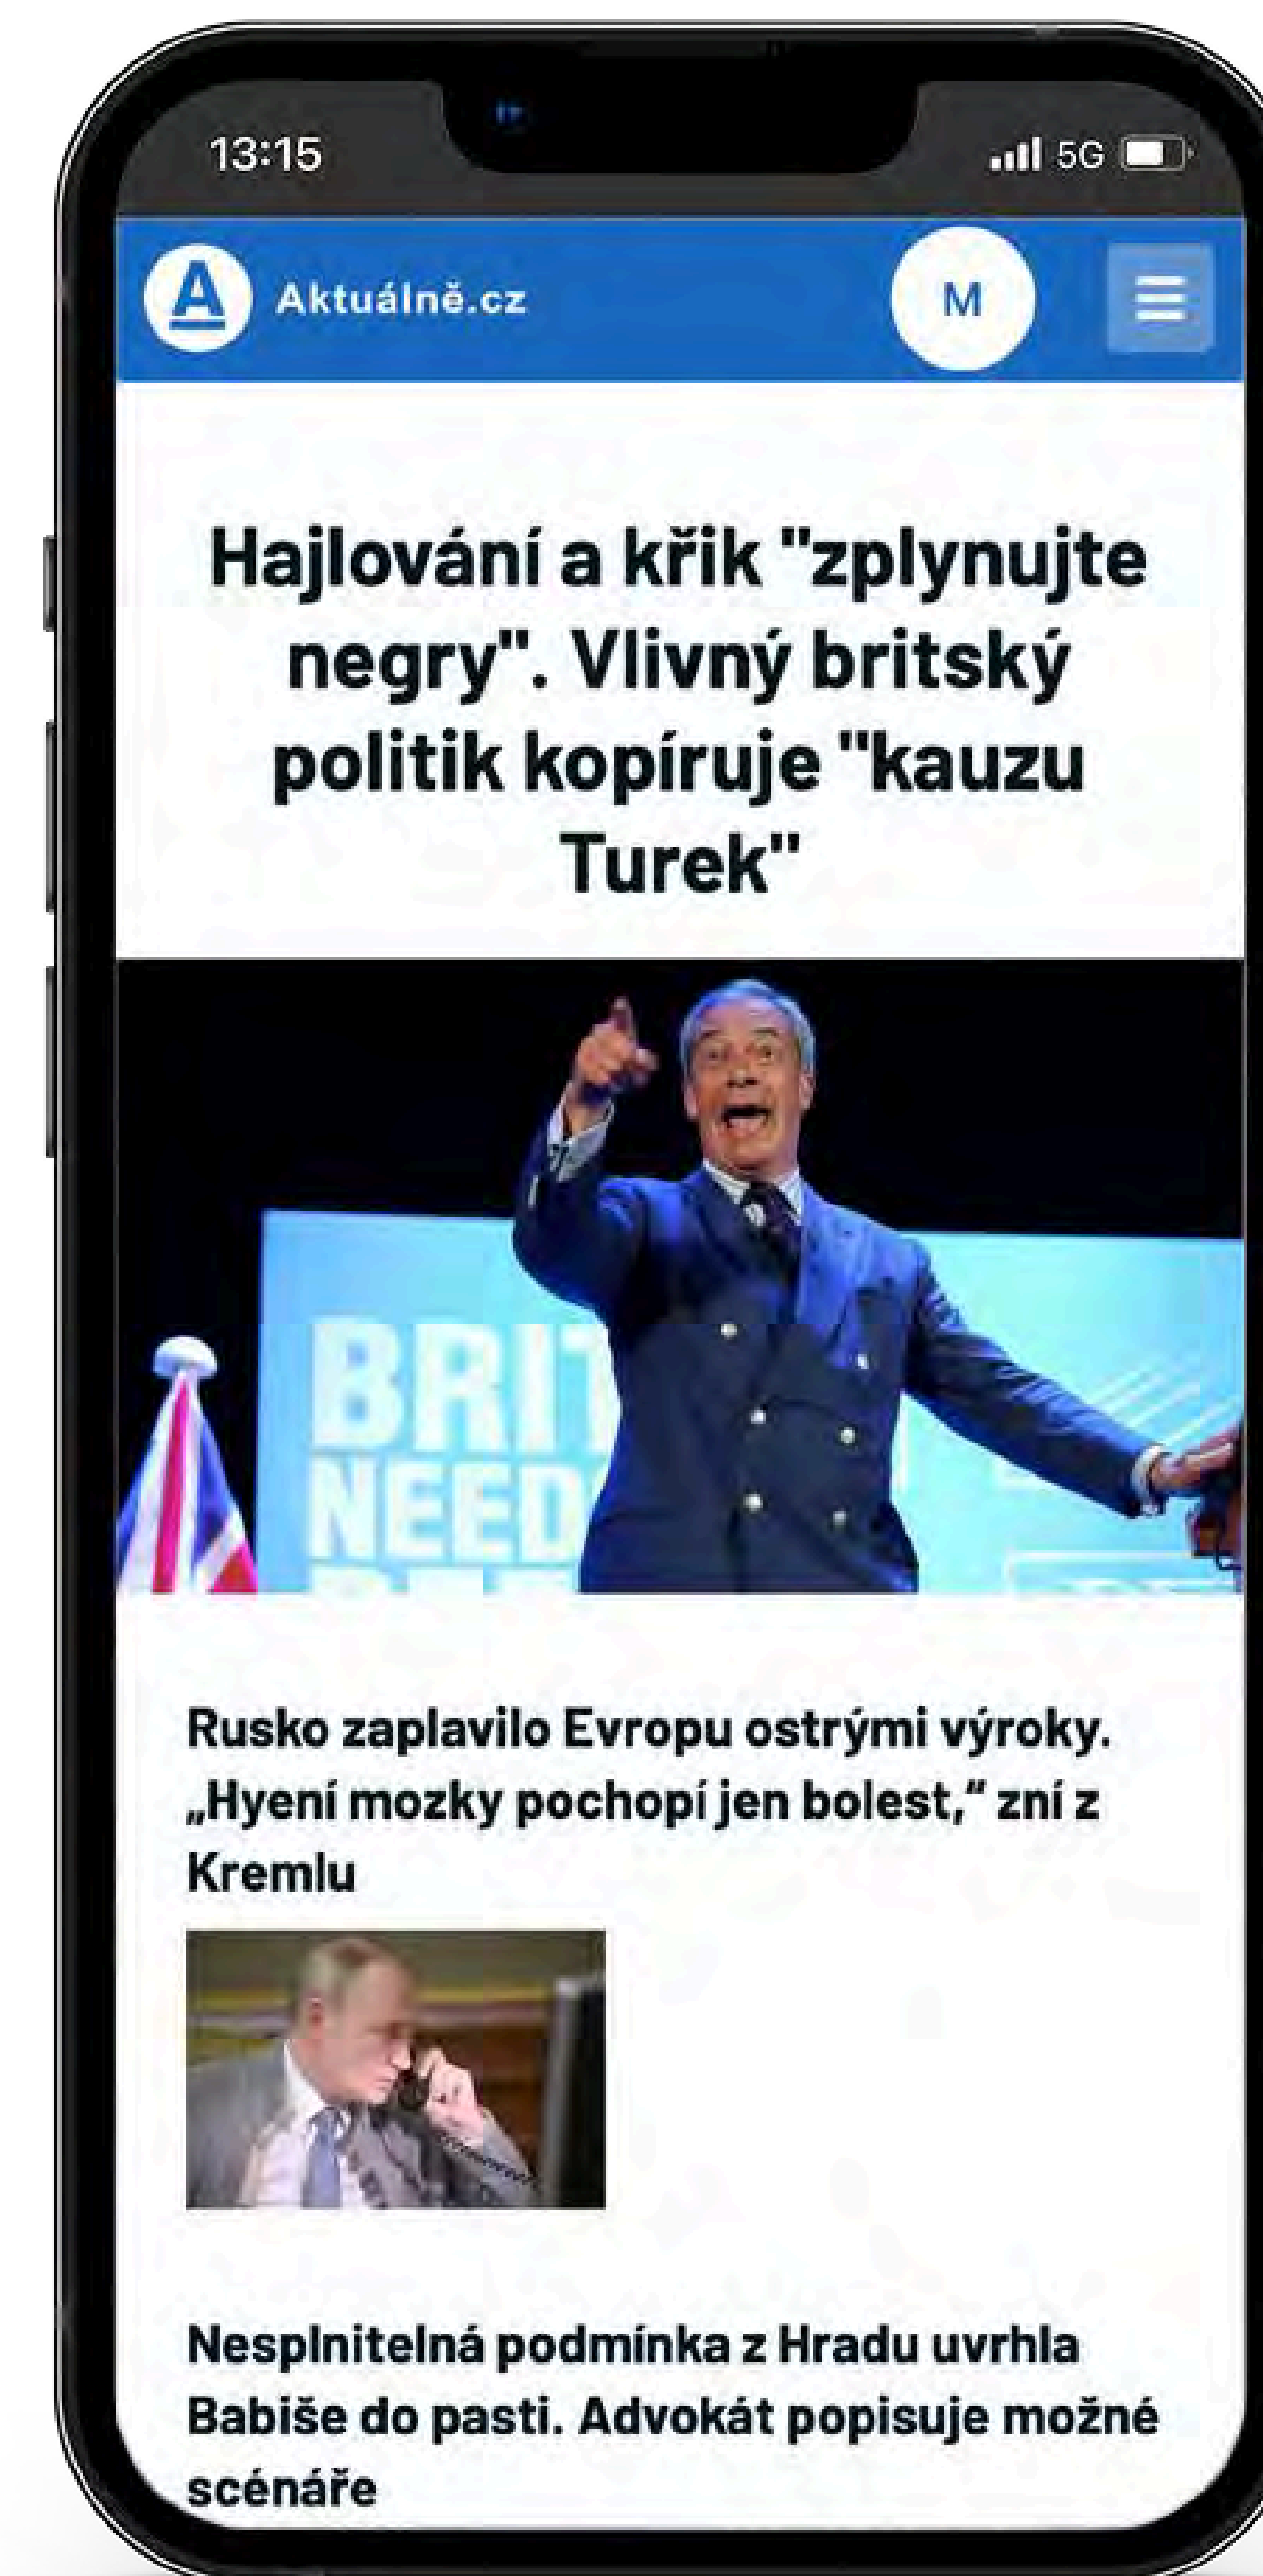 13:15 5G
Aktuálně.cz M
Hajlování a křik "zplynujte
negry". Vlivný britský
politik kopíruje "kauzu
Turek"
BRIT
NEED
Rusko zaplavilo Evropu ostrými výroky.
„Hyení mozky pochopí jen bolest,“ zní z
Kremlu
Nesplnitelná podmínka z Hradu uvrhla
Babiše do pasti. Advokát popisuje možné
scénáře